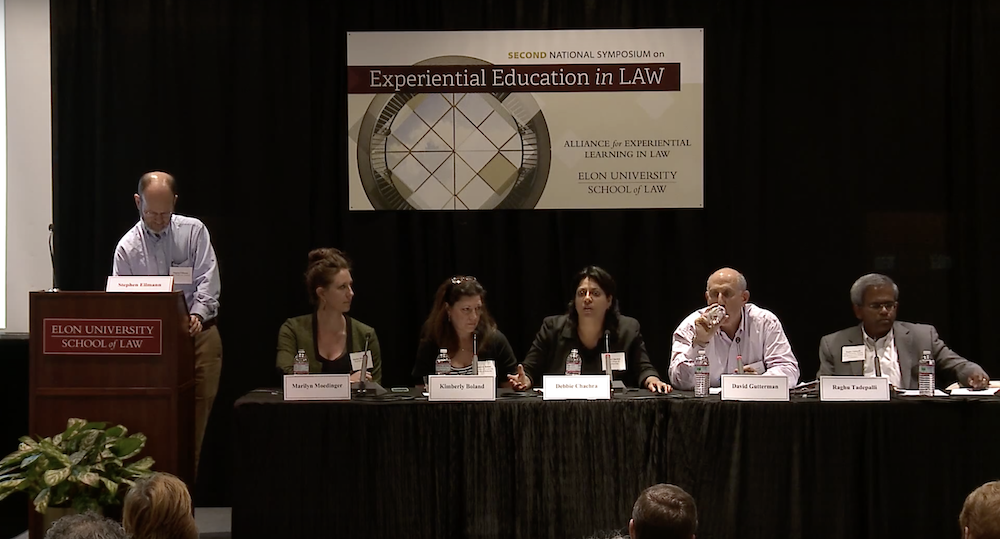 SECOND NATIONAL SYMPOSIUM on
Experiential Education in LAW
ALLIANCE for EXPERIENTIAL
LEARNING IN LAW
ELON UNIVERSITY
SCHOOL of LAW
Stephen Ellmann
ELON UNIVERSITY
SCHOOL of LAW
Marilyn Moedinger
Kimberly Boland
Debbie Chachra
David Gutterman
Raghu Tadepalli